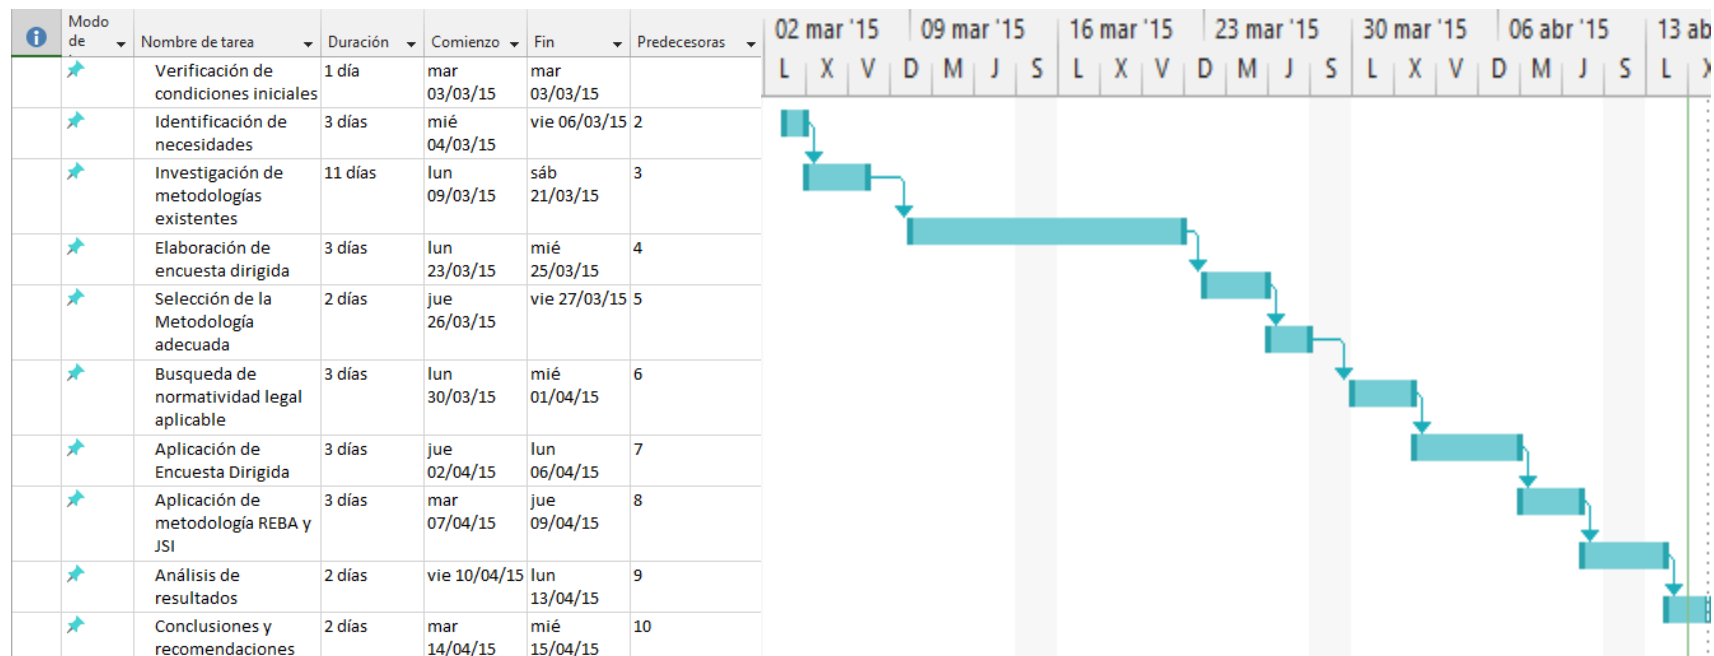 Modo
de
Nombre de tarea Duración Comienzo Fin Predecesoras
02 mar '15 09 mar '15 16 mar '15 23 mar '15 30 mar '15 06 abr '15 13 ab
L X V D M J S L X V D M J S L X V D M J S L X
Verificación de 1 día mar mar
condiciones iniciales 03/03/15 03/03/15
Identificación de 3 días mié vie 06/03/15 2
necesidades 04/03/15
Investigación de 11 días lun sáb 3
metodologías 09/03/15 21/03/15
existentes
Elaboración de 3 días lun mié 4
encuesta dirigida 23/03/15 25/03/15
Selección de la 2 días jue vie 27/03/15 5
Metodología 26/03/15
adecuada
Busqueda de 3 días lun mié 6
normatividad legal 30/03/15 01/04/15
aplicable
Aplicación de 3 días jue lun 7
Encuesta Dirigida 02/04/15 06/04/15
Aplicación de 3 días mar jue 8
metodología REBA y 07/04/15 09/04/15
JSI
Análisis de 2 días vie 10/04/15 lun 9
resultados 13/04/15
Conclusiones y 2 días mar mié 10
recomendaciones 14/04/15 15/04/15